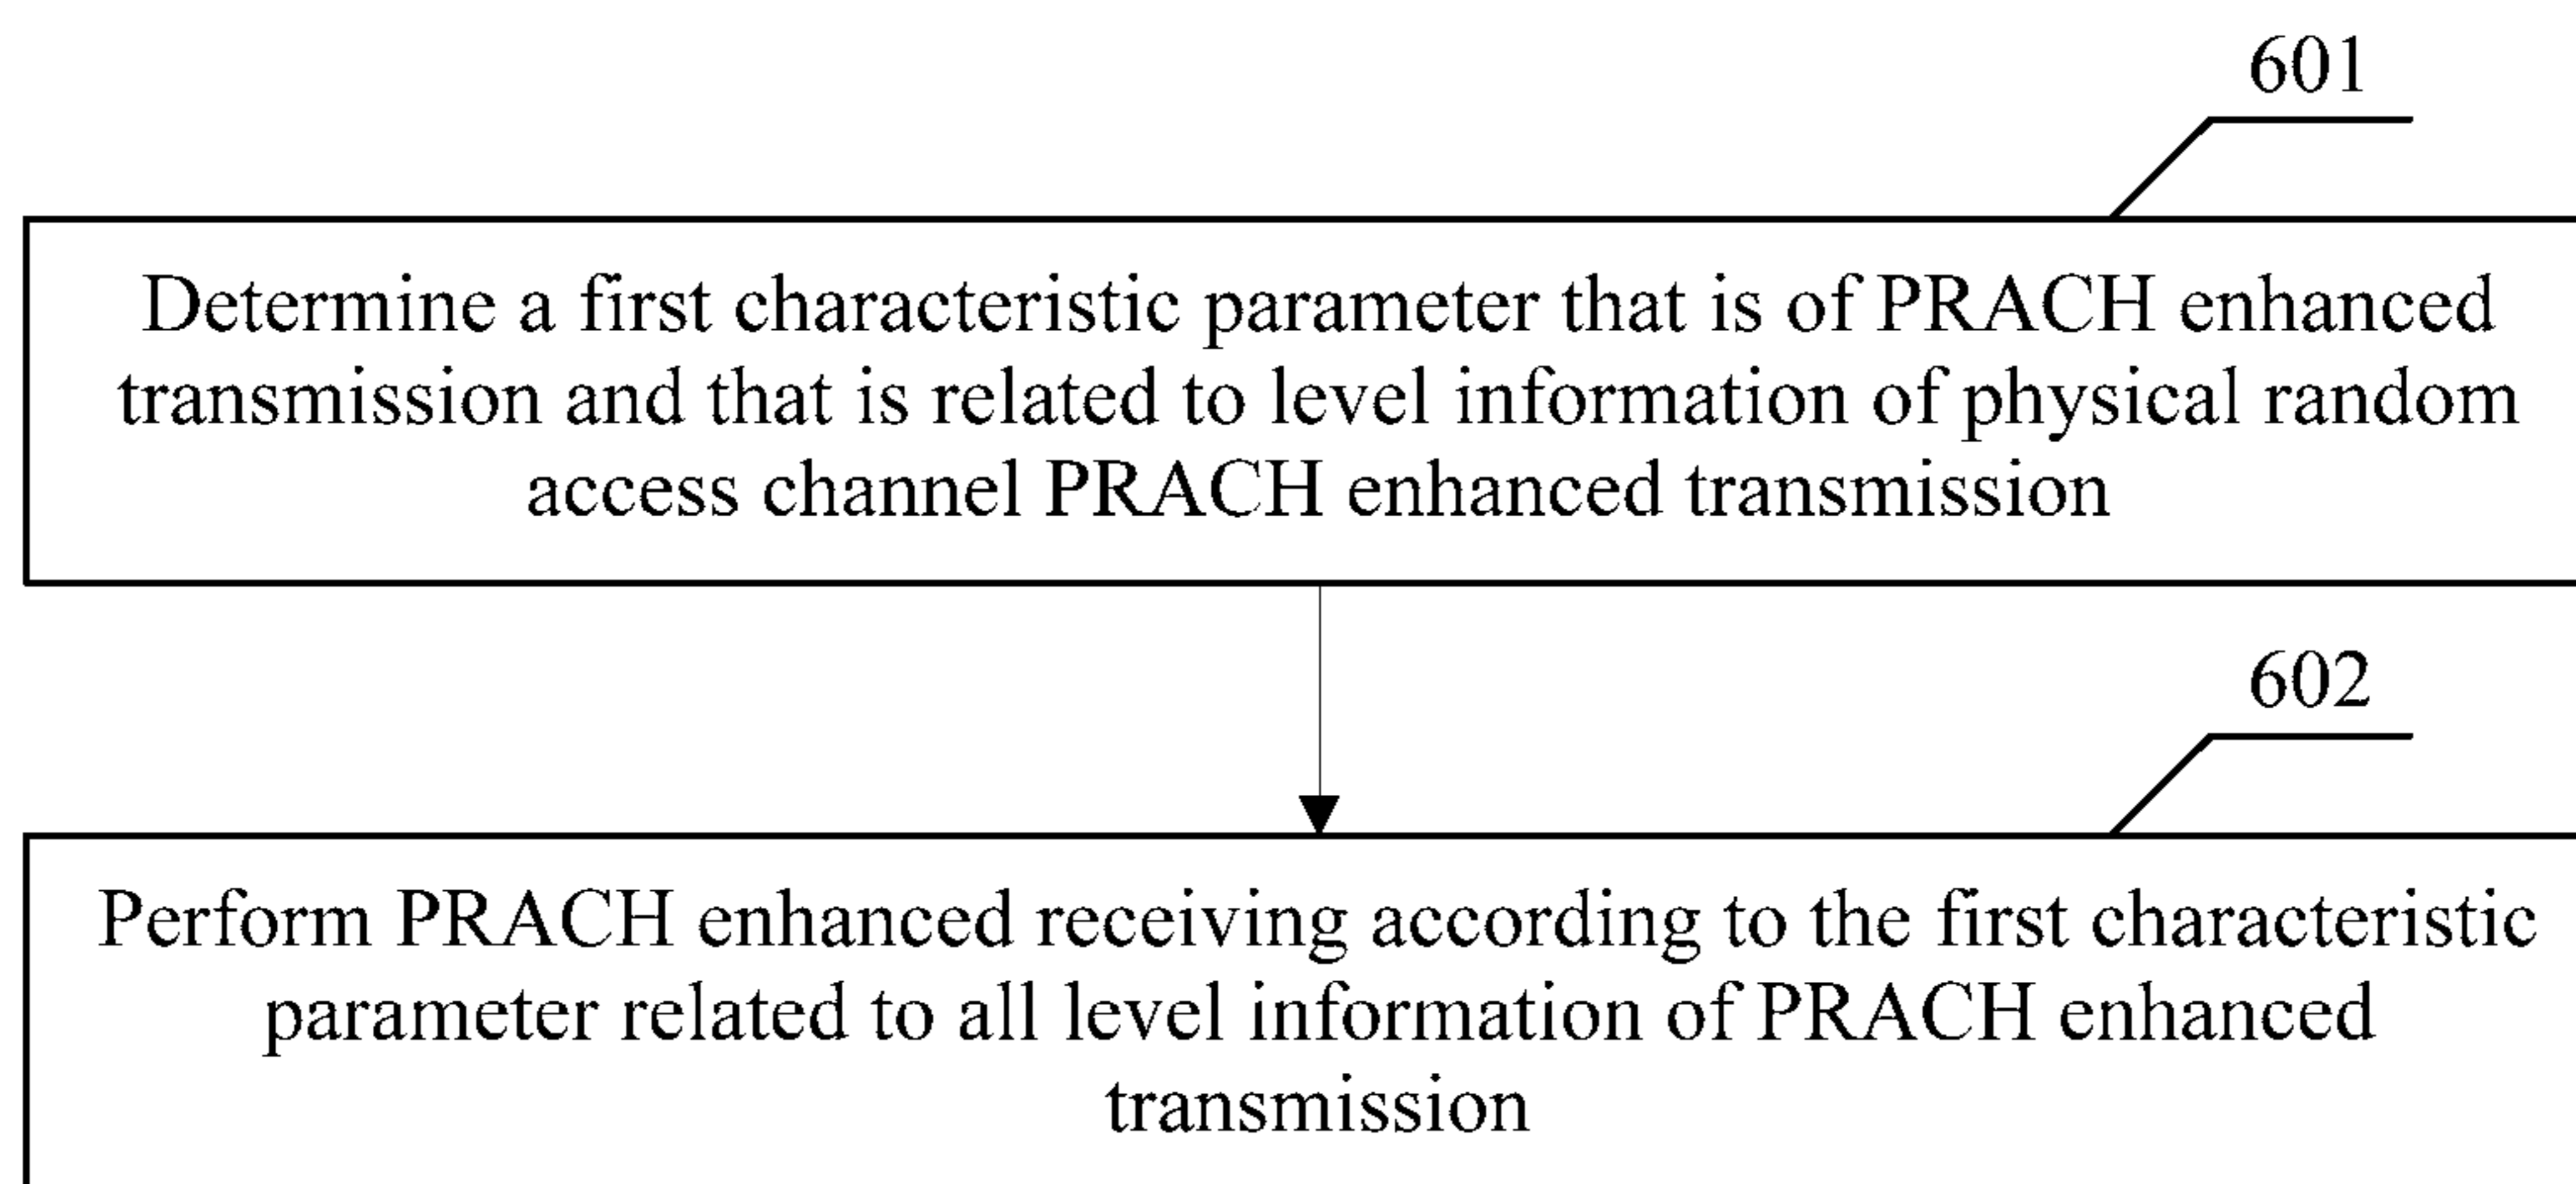 601
Determine a first characteristic parameter that is of PRACH enhanced
transmission and that is related to level information of physical random
access channel PRACH enhanced transmission
602
Perform PRACH enhanced receiving according to the first characteristic
parameter related to all level information of PRACH enhanced
transmission